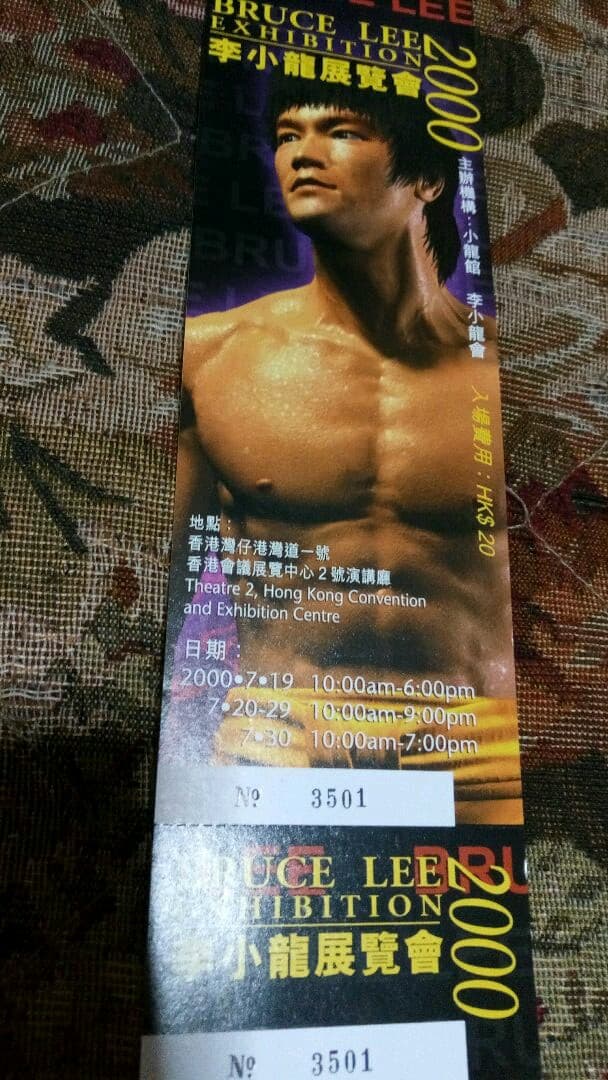 BRUCE LEE
BRUCE LEE
EXHIBITION
李小龍展覽會
2000
主辦機構：小龍館 李小龍會
入場費用：HK$ 20
地點：
香港灣仔港灣道一號
香港會議展覽中心2號演講廳
Theatre 2, Hong Kong Convention
and Exhibition Centre
日期：
2000•7•19 10:00am-6:00pm
7•20-29 10:00am-9:00pm
7•30 10:00am-7:00pm
Nº 3501
BRUCE LEE
EXHIBITION
李小龍展覽會
2000
Nº 3501